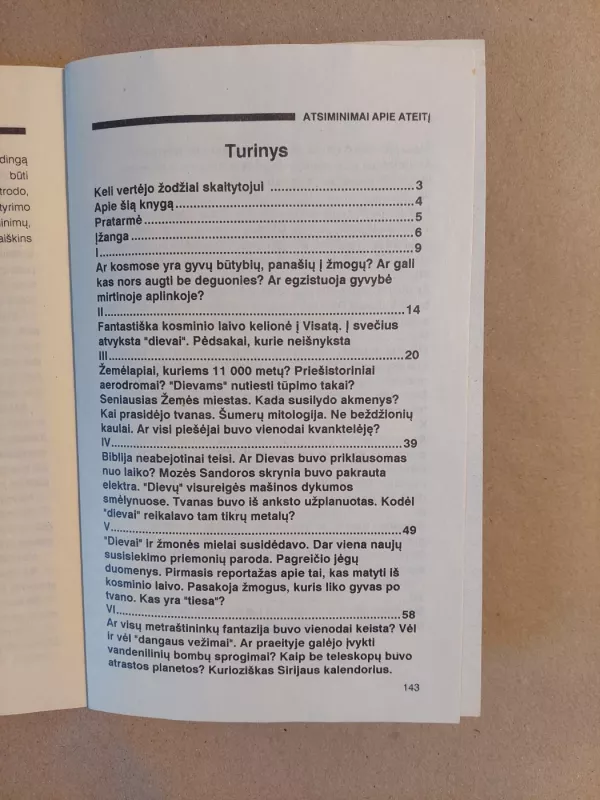 dingą
būti
trodo,
tyrimo
inimų,
aiškins
ATSIMINIMAI APIE ATEITĮ
Turinys
Keli vertėjo žodžiai skaitytojui ........................................3
Apie šią knygą............................................................4
Pratarmė....................................................................5
Įžanga.......................................................................6
I................................................................................9
Ar kosmose yra gyvų būtybių, panašių į žmogų? Ar gali
kas nors augti be deguonies? Ar egzistuoja gyvybė
mirtinoje aplinkoje?
II..............................................................................14
Fantastiška kosminio laivo kelionė į Visatą. Į svečius
atvyksta "dievai". Pėdsakai, kurie neišnyksta
III.............................................................................20
Žemėlapiai, kuriems 11 000 metų? Priešistoriniai
aerodromai? "Dievams" nutiesti tūpimo takai?
Seniausias Žemės miestas. Kada susilydo akmenys?
Kai prasidėjo tvanas. Šumerų mitologija. Ne beždžionių
kaulai. Ar visi piešėjai buvo vienodai kvanktelėję?
IV.............................................................................39
Biblija neabejotinai teisi. Ar Dievas buvo priklausomas
nuo laiko? Mozės Sandoros skrynia buvo pakrauta
elektra. "Dievų" visureigės mašinos dykumos
smėlynuose. Tvanas buvo iš anksto užplanuotas. Kodėl
"dievai" reikalavo tam tikrų metalų?
V..............................................................................49
"Dievai" ir žmonės mielai susidėdavo. Dar viena naujų
susisiekimo priemonių paroda. Pagreičio jėgų
duomenys. Pirmasis reportažas apie tai, kas matyti iš
kosminio laivo. Pasakoja žmogus, kuris liko gyvas po
tvano. Kas yra "tiesa"?
VI.............................................................................58
Ar visų metraštininkų fantazija buvo vienodai keista? Vėl
ir vėl "dangaus vežimai". Ar praeityje galėjo įvykti
vandenilinių bombų sprogimai? Kaip be teleskopų buvo
atrastos planetos? Kurioziškas Sirijaus kalendorius.
143